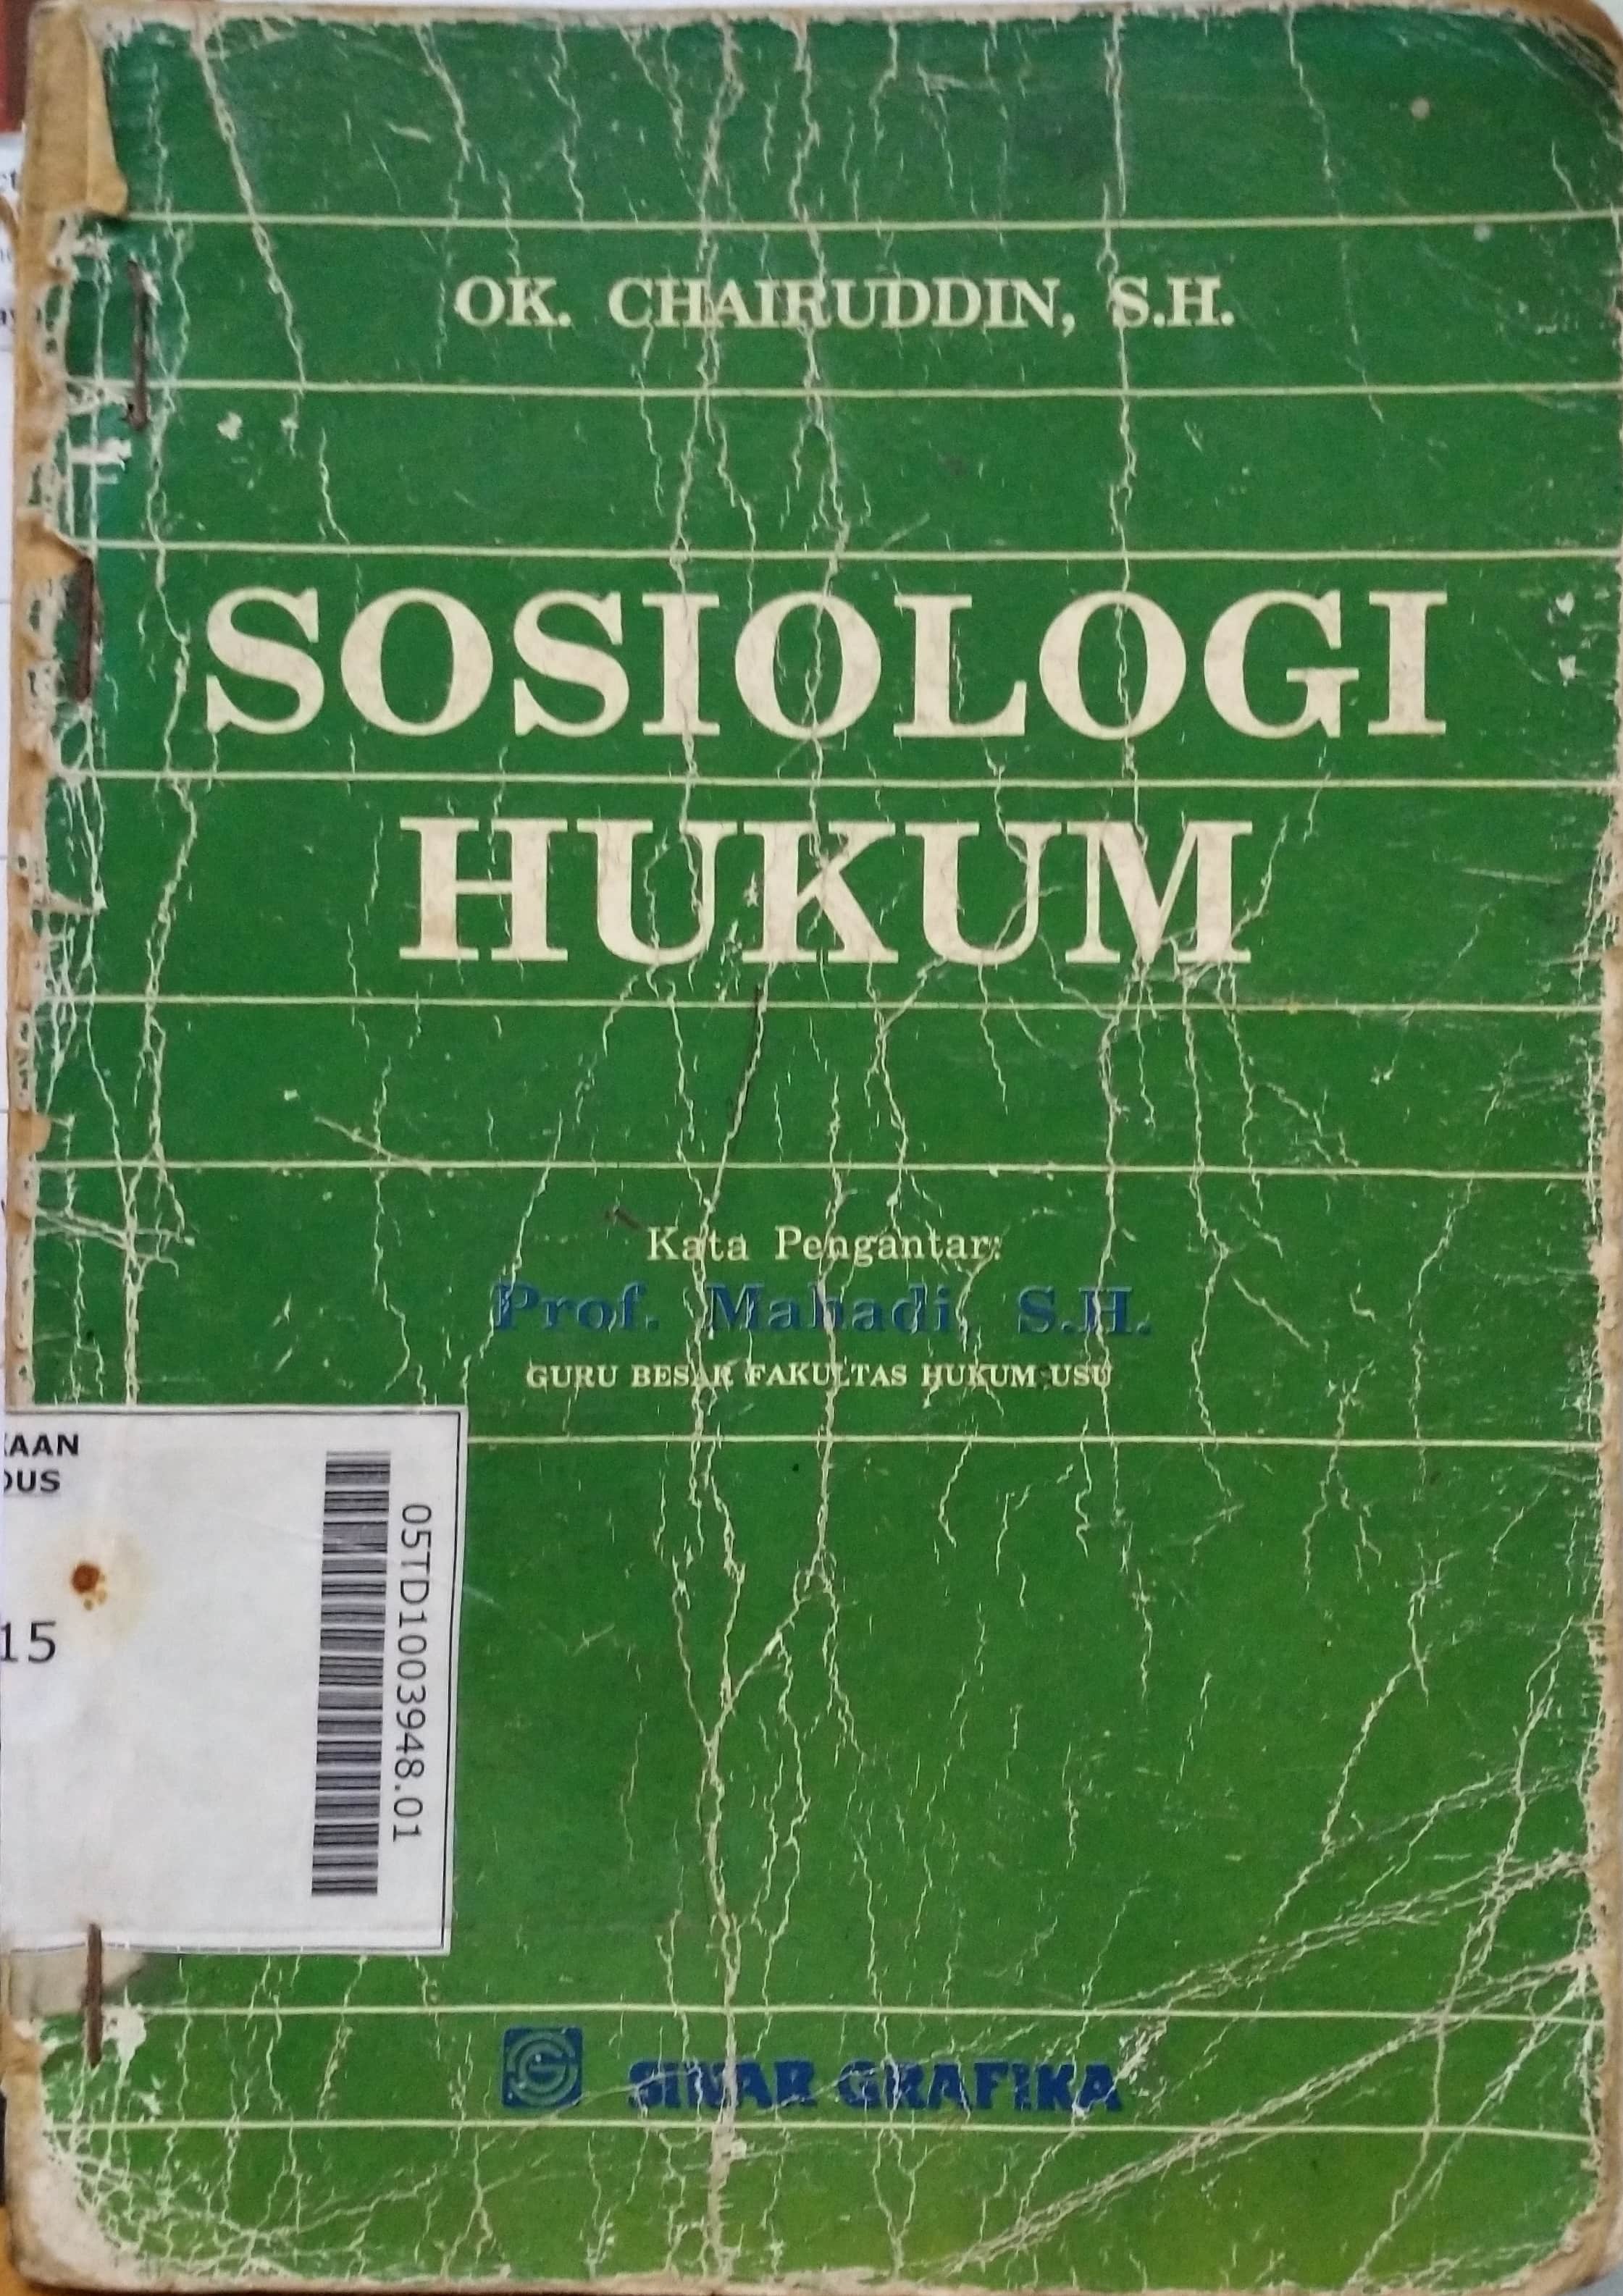 OK. CHAIRUDDIN, S.H.
SOSIOLOGI
HUKUM
Kata Pengantar:
Prof. Mahadi, S.H.
GURU BESAR FAKULTAS HUKUM USU
KAAN
DUS
15
05TD1003948.01
SINAR GRAFIKA